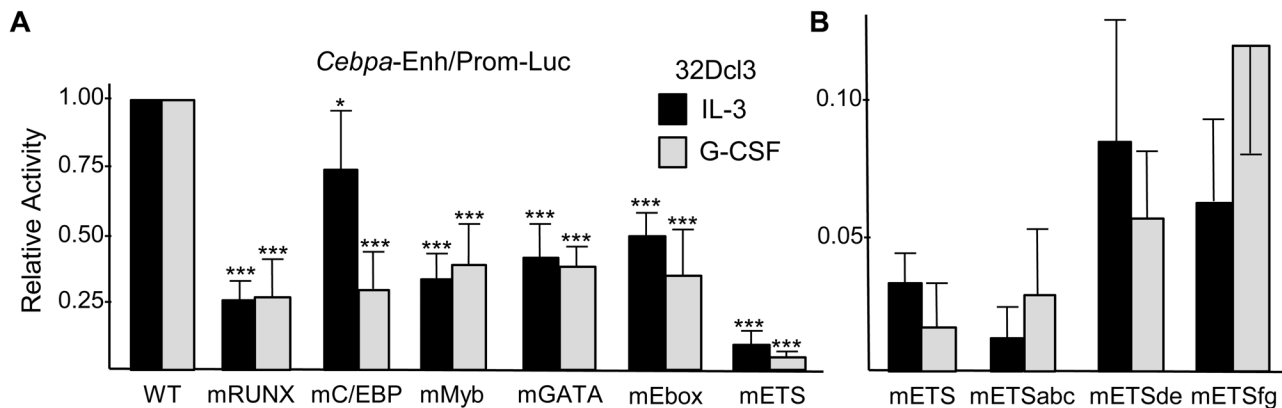 A
Cebpa-Enh/Prom-Luc
32Dcl3
IL-3
G-CSF
Relative Activity
1.00
0.75
0.50
0.25
*
***
***
***
***
***
***
***
***
***
***
***
WT mRUNX mC/EBP mMyb mGATA mEbox mETS
B
0.10
0.05
mETS mETSabc mETSde mETSfg